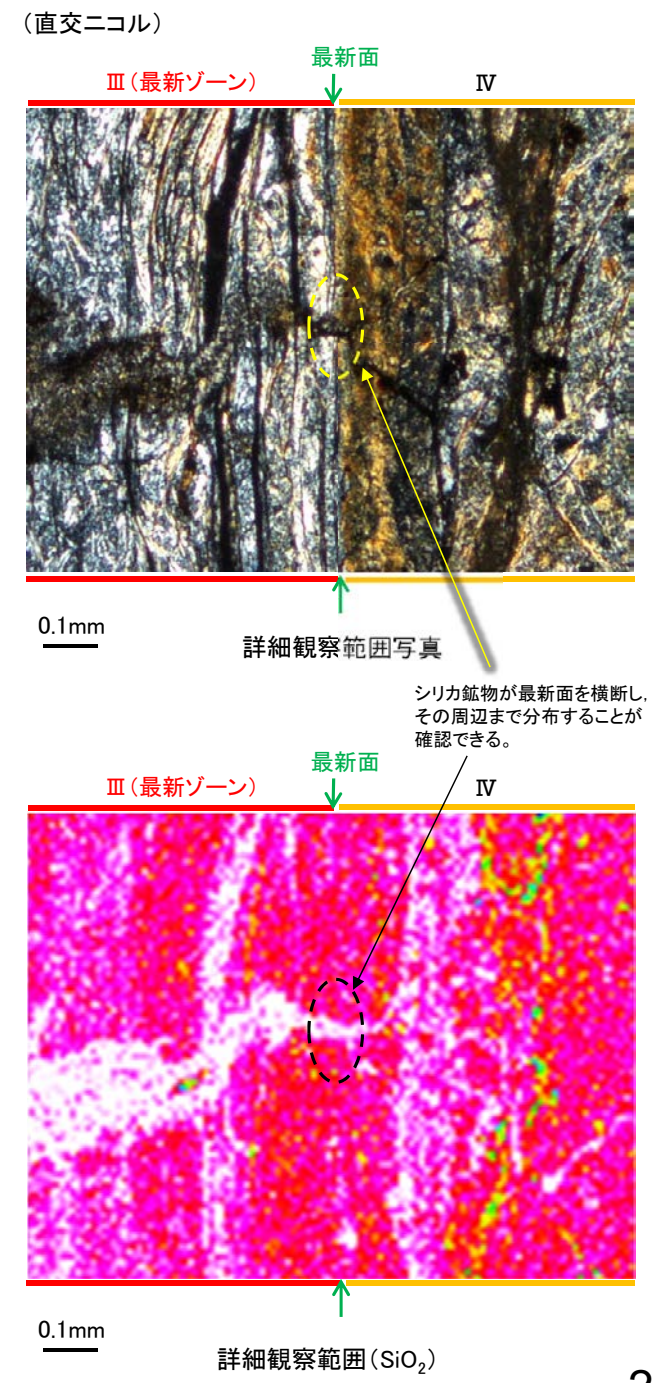 （直交ニコル）
最新面
Ⅲ（最新ゾーン） Ⅳ
0.1mm
詳細観察範囲写真
シリカ鉱物が最新面を横断し,
その周辺まで分布することが
確認できる。
最新面
Ⅲ（最新ゾーン） Ⅳ
0.1mm
詳細観察範囲（SiO₂）